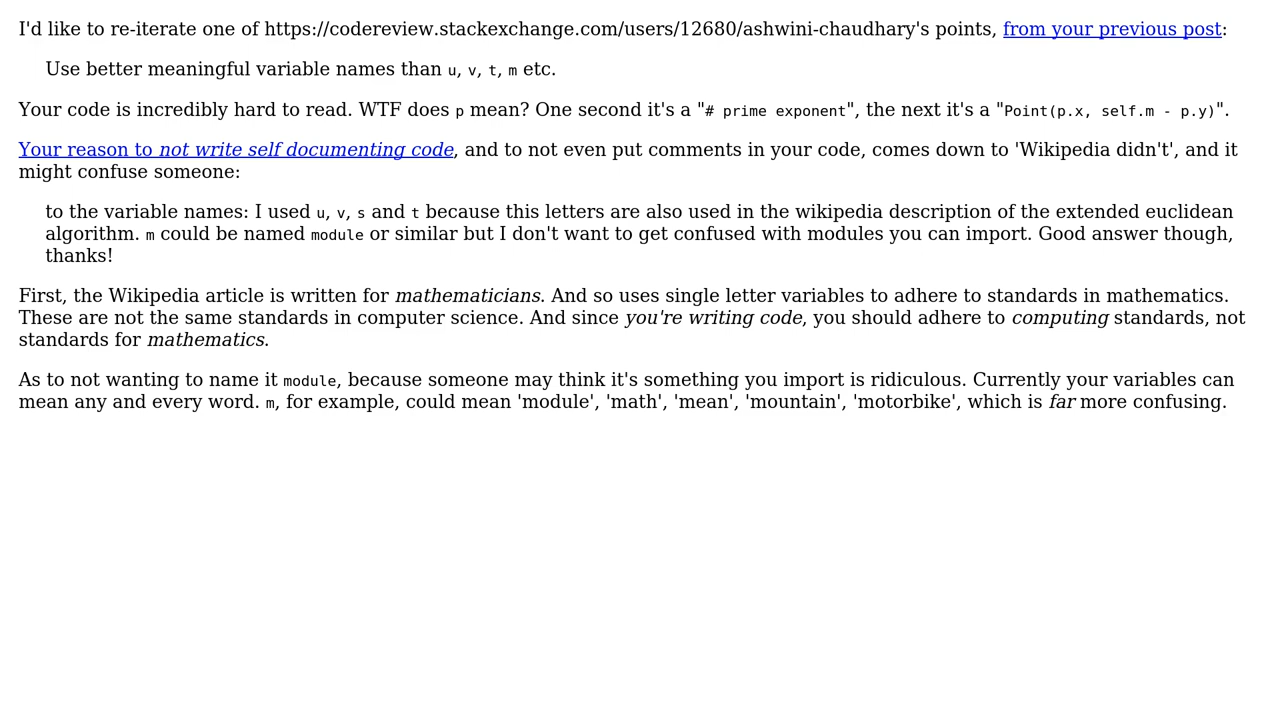 I'd like to re-iterate one of https://codereview.stackexchange.com/users/12680/ashwini-chaudhary's points, from your previous post:
Use better meaningful variable names than u, v, t, m etc.
Your code is incredibly hard to read. WTF does p mean? One second it's a "# prime exponent", the next it's a "Point(p.x, self.m - p.y)".
Your reason to not write self documenting code, and to not even put comments in your code, comes down to 'Wikipedia didn't', and it
might confuse someone:
to the variable names: I used u, v, s and t because this letters are also used in the wikipedia description of the extended euclidean
algorithm. m could be named module or similar but I don't want to get confused with modules you can import. Good answer though,
thanks!
First, the Wikipedia article is written for mathematicians. And so uses single letter variables to adhere to standards in mathematics.
These are not the same standards in computer science. And since you're writing code, you should adhere to computing standards, not
standards for mathematics.
As to not wanting to name it module, because someone may think it's something you import is ridiculous. Currently your variables can
mean any and every word. m, for example, could mean 'module', 'math', 'mean', 'mountain', 'motorbike', which is far more confusing.